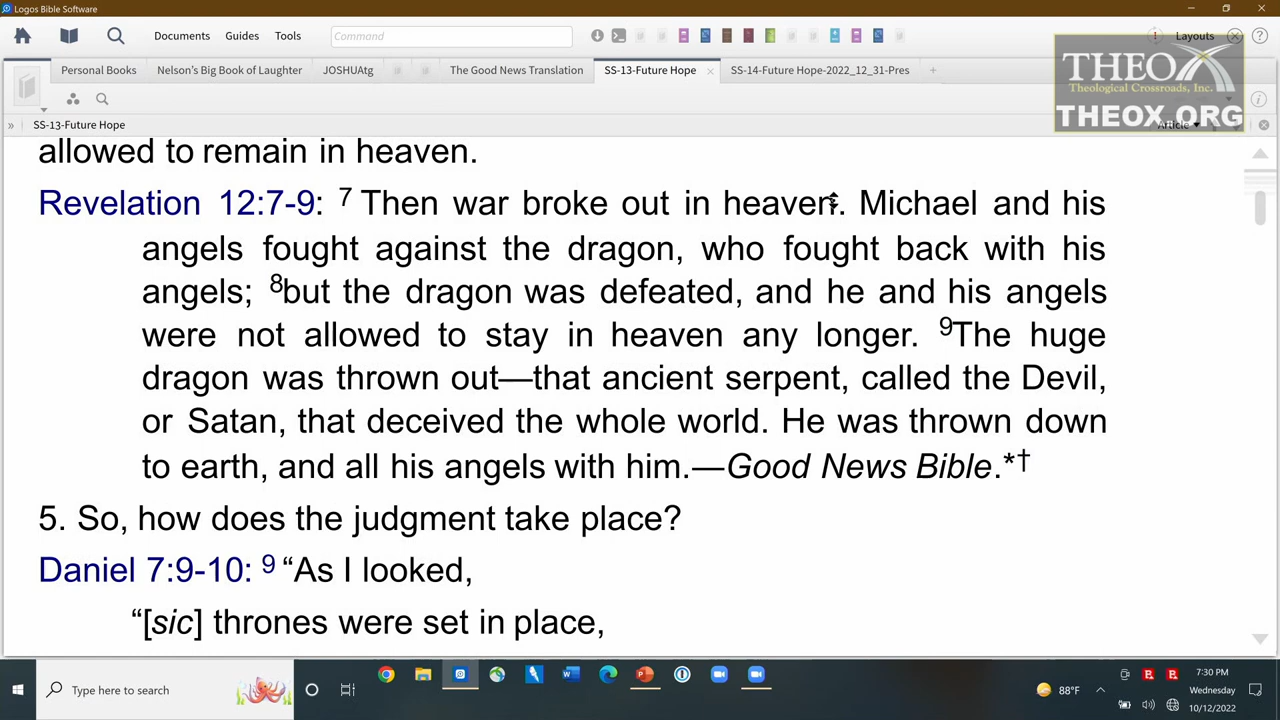 Logos Bible Software
Documents Guides Tools Command Layouts
THEOX
Theological Crossroads, Inc.
THEOX.ORG
Personal Books Nelson's Big Book of Laughter JOSHUAtg The Good News Translation SS-13-Future Hope SS-14-Future Hope-2022_12_31-Pres
SS-13-Future Hope Article
allowed to remain in heaven.
Revelation 12:7-9: 7 Then war broke out in heaven. Michael and his
angels fought against the dragon, who fought back with his
angels; 8but the dragon was defeated, and he and his angels
were not allowed to stay in heaven any longer. 9The huge
dragon was thrown out—that ancient serpent, called the Devil,
or Satan, that deceived the whole world. He was thrown down
to earth, and all his angels with him.—Good News Bible.*†
5. So, how does the judgment take place?
Daniel 7:9-10: 9 “As I looked,
“[sic] thrones were set in place,
Type here to search
88°F
7:30 PM
Wednesday
10/12/2022